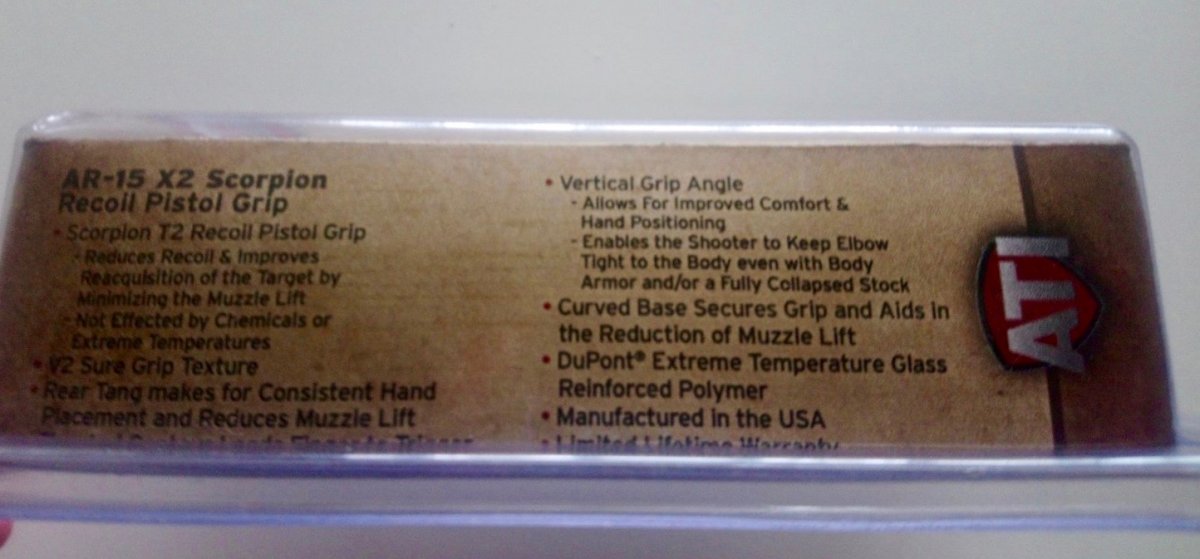 AR-15 X2 Scorpion
Recoil Pistol Grip
• Scorpion T2 Recoil Pistol Grip
- Reduces Recoil & Improves
Reacquisition of the Target by
Minimizing the Muzzle Lift
- Not Effected by Chemicals or
Extreme Temperatures
• V2 Sure Grip Texture
• Rear Tang makes for Consistent Hand
Placement and Reduces Muzzle Lift
• Vertical Grip Angle
- Allows For Improved Comfort &
Hand Positioning
- Enables the Shooter to Keep Elbow
Tight to the Body even with Body
Armor and/or a Fully Collapsed Stock
• Curved Base Secures Grip and Aids in
the Reduction of Muzzle Lift
• DuPont® Extreme Temperature Glass
Reinforced Polymer
• Manufactured in the USA
• Limited Lifetime Warranty
ATI